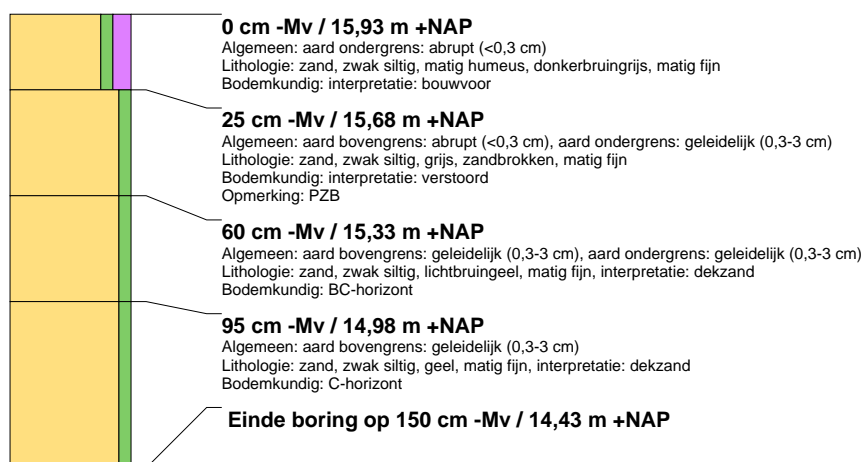 0 cm -Mv / 15,93 m +NAP
Algemeen: aard ondergrens: abrupt (<0,3 cm)
Lithologie: zand, zwak siltig, matig humeus, donkerbruingrijs, matig fijn
Bodemkundig: interpretatie: bouwvoor
25 cm -Mv / 15,68 m +NAP
Algemeen: aard bovengrens: abrupt (<0,3 cm), aard ondergrens: geleidelijk (0,3-3 cm)
Lithologie: zand, zwak siltig, grijs, zandbrokken, matig fijn
Bodemkundig: interpretatie: verstoord
Opmerking: PZB
60 cm -Mv / 15,33 m +NAP
Algemeen: aard bovengrens: geleidelijk (0,3-3 cm), aard ondergrens: geleidelijk (0,3-3 cm)
Lithologie: zand, zwak siltig, lichtbruingeel, matig fijn, interpretatie: dekzand
Bodemkundig: BC-horizont
95 cm -Mv / 14,98 m +NAP
Algemeen: aard bovengrens: geleidelijk (0,3-3 cm)
Lithologie: zand, zwak siltig, geel, matig fijn, interpretatie: dekzand
Bodemkundig: C-horizont
Einde boring op 150 cm -Mv / 14,43 m +NAP